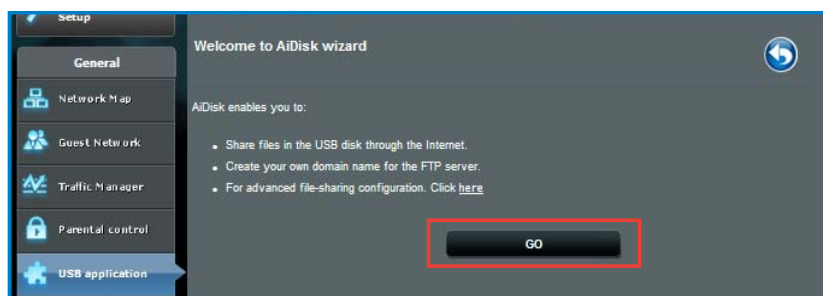 Setup
General
Network Map
Guest Network
Traffic Manager
Parental control
USB application
Welcome to AiDisk wizard
AiDisk enables you to:
Share files in the USB disk through the Internet.
Create your own domain name for the FTP server.
For advanced file-sharing configuration. Click here
GO